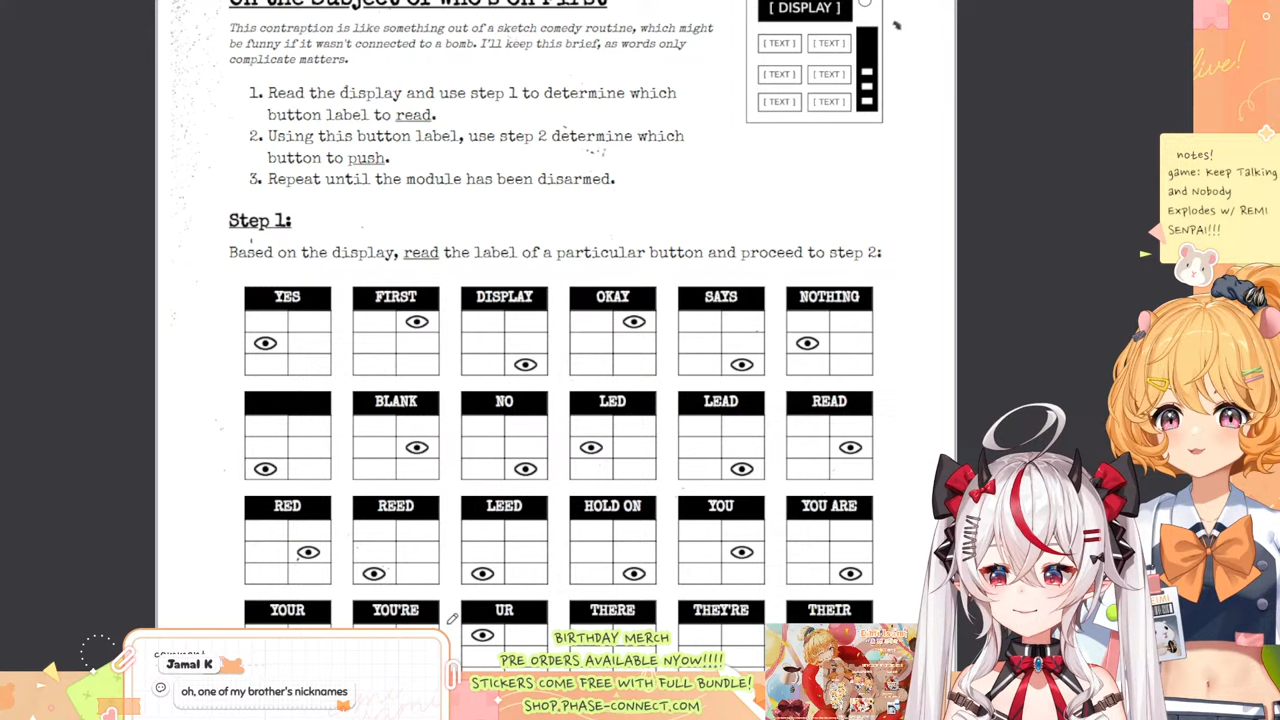 On the Subject of Who's on First
This contraption is like something out of a sketch comedy routine, which might
be funny if it wasn't connected to a bomb. I'll keep this brief, as words only
complicate matters.
1. Read the display and use step 1 to determine which
button label to read.
2. Using this button label, use step 2 determine which
button to push.
3. Repeat until the module has been disarmed.
[ DISPLAY ]
[ TEXT ] [ TEXT ]
[ TEXT ] [ TEXT ]
[ TEXT ] [ TEXT ]
Step 1:
Based on the display, read the label of a particular button and proceed to step 2:
YES FIRST DISPLAY OKAY SAYS NOTHING
BLANK NO LED LEAD READ
RED REED LEED HOLD ON YOU YOU ARE
YOUR YOU'RE UR THERE THEY'RE THEIR
live!
notes!
game: Keep Talking
and Nobody
Explodes w/ REMI
SENPAI!!!
Jamal K
oh, one of my brother's nicknames
BIRTHDAY MERCH
PRE ORDERS AVAILABLE NYOW!!!!
STICKERS COME FREE WITH FULL BUNDLE!
SHOP.PHASE-CONNECT.COM